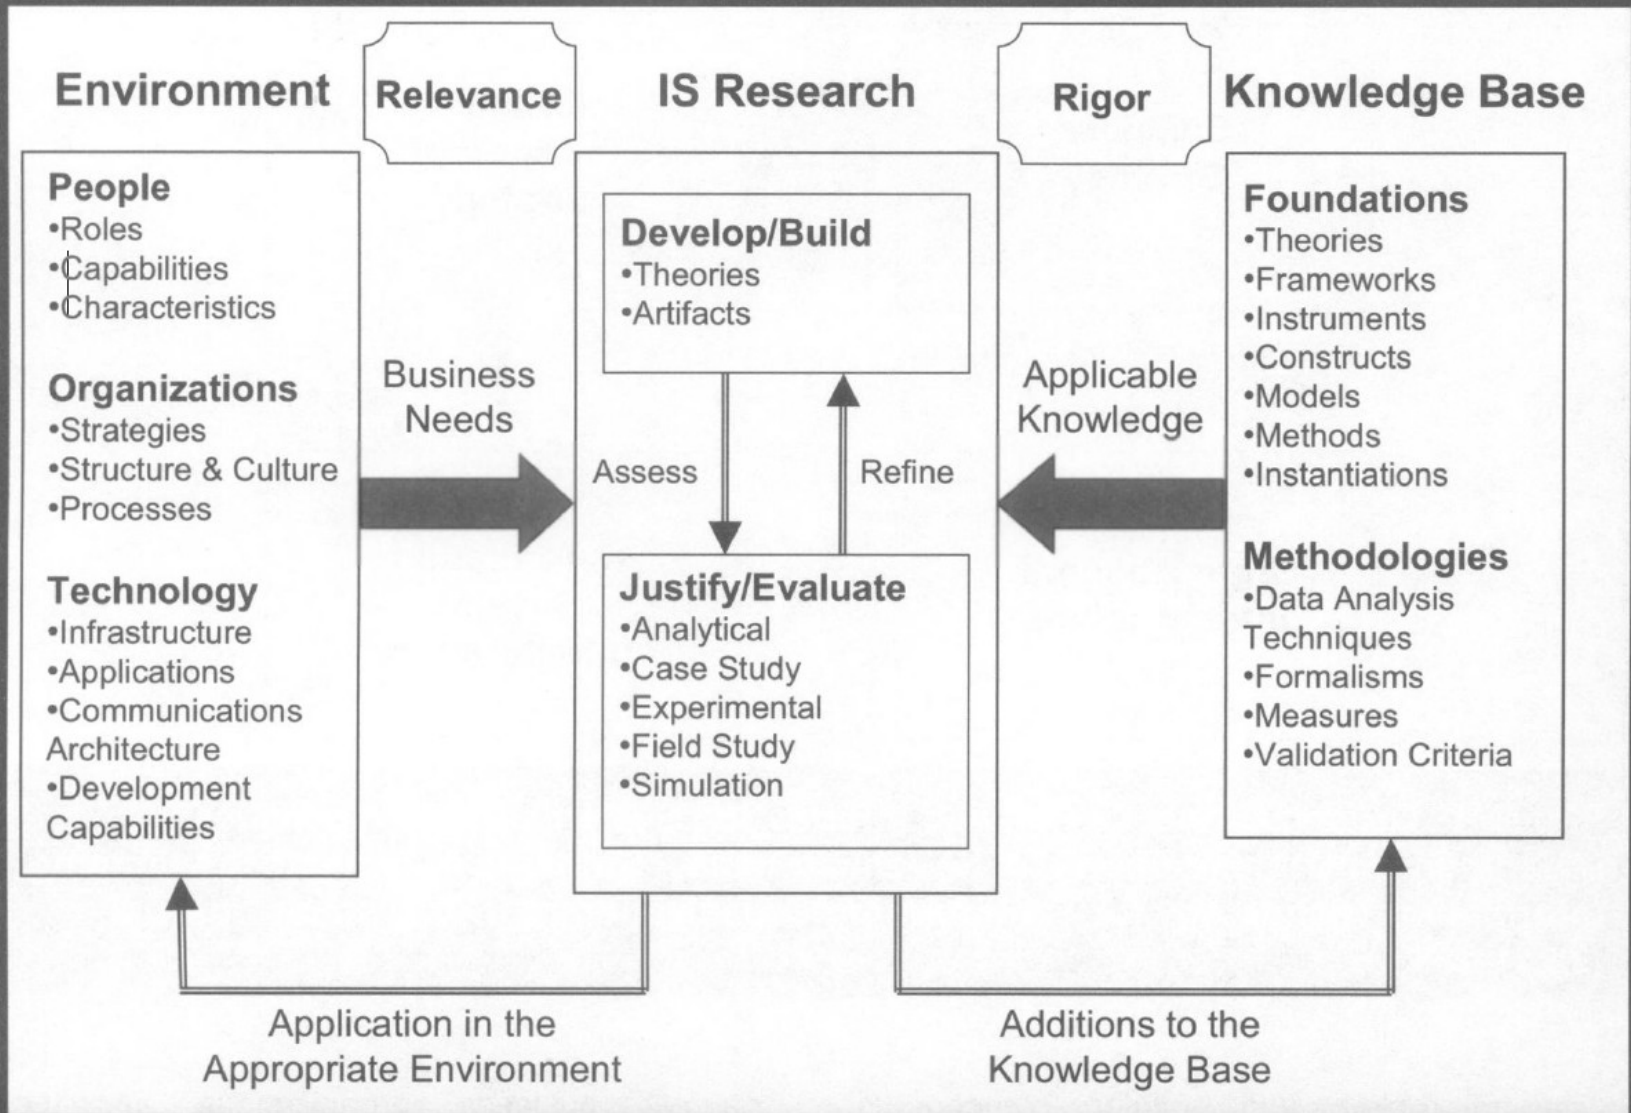 Environment
Relevance
IS Research
Rigor
Knowledge Base
People
•Roles
•Capabilities
•Characteristics
Organizations
•Strategies
•Structure & Culture
•Processes
Technology
•Infrastructure
•Applications
•Communications
Architecture
•Development
Capabilities
Business
Needs
Develop/Build
•Theories
•Artifacts
Assess
Refine
Justify/Evaluate
•Analytical
•Case Study
•Experimental
•Field Study
•Simulation
Applicable
Knowledge
Foundations
•Theories
•Frameworks
•Instruments
•Constructs
•Models
•Methods
•Instantiations
Methodologies
•Data Analysis
Techniques
•Formalisms
•Measures
•Validation Criteria
Application in the
Appropriate Environment
Additions to the
Knowledge Base